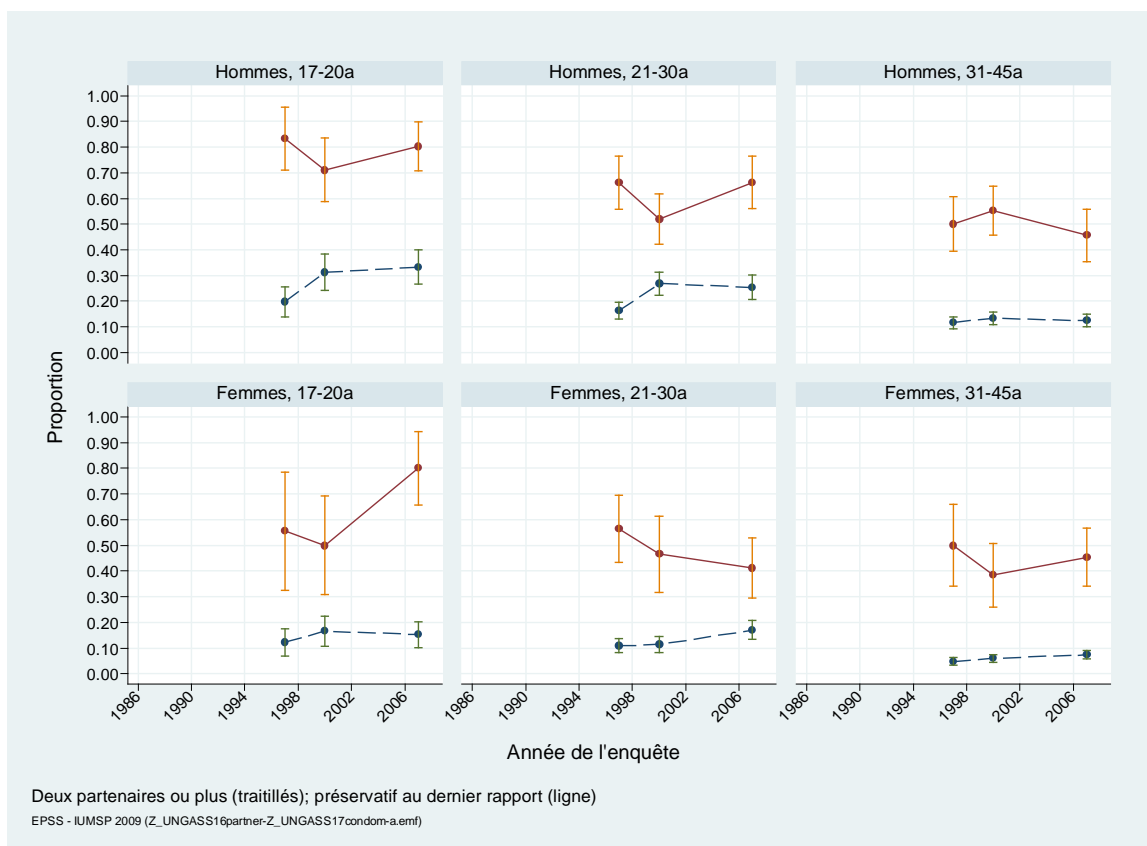 Hommes, 17-20a
Hommes, 21-30a
Hommes, 31-45a
1.00
0.90
0.80
0.70
0.60
0.50
0.40
0.30
0.20
0.10
0.00
Proportion
Femmes, 17-20a
Femmes, 21-30a
Femmes, 31-45a
1.00
0.90
0.80
0.70
0.60
0.50
0.40
0.30
0.20
0.10
0.00
1986 1990 1994 1998 2002 2006
1986 1990 1994 1998 2002 2006
1986 1990 1994 1998 2002 2006
Année de l'enquête
Deux partenaires ou plus (traitillés); préservatif au dernier rapport (ligne)
EPSS - IUMSP 2009 (Z_UNGASS16partner-Z_UNGASS17condom-a.emf)